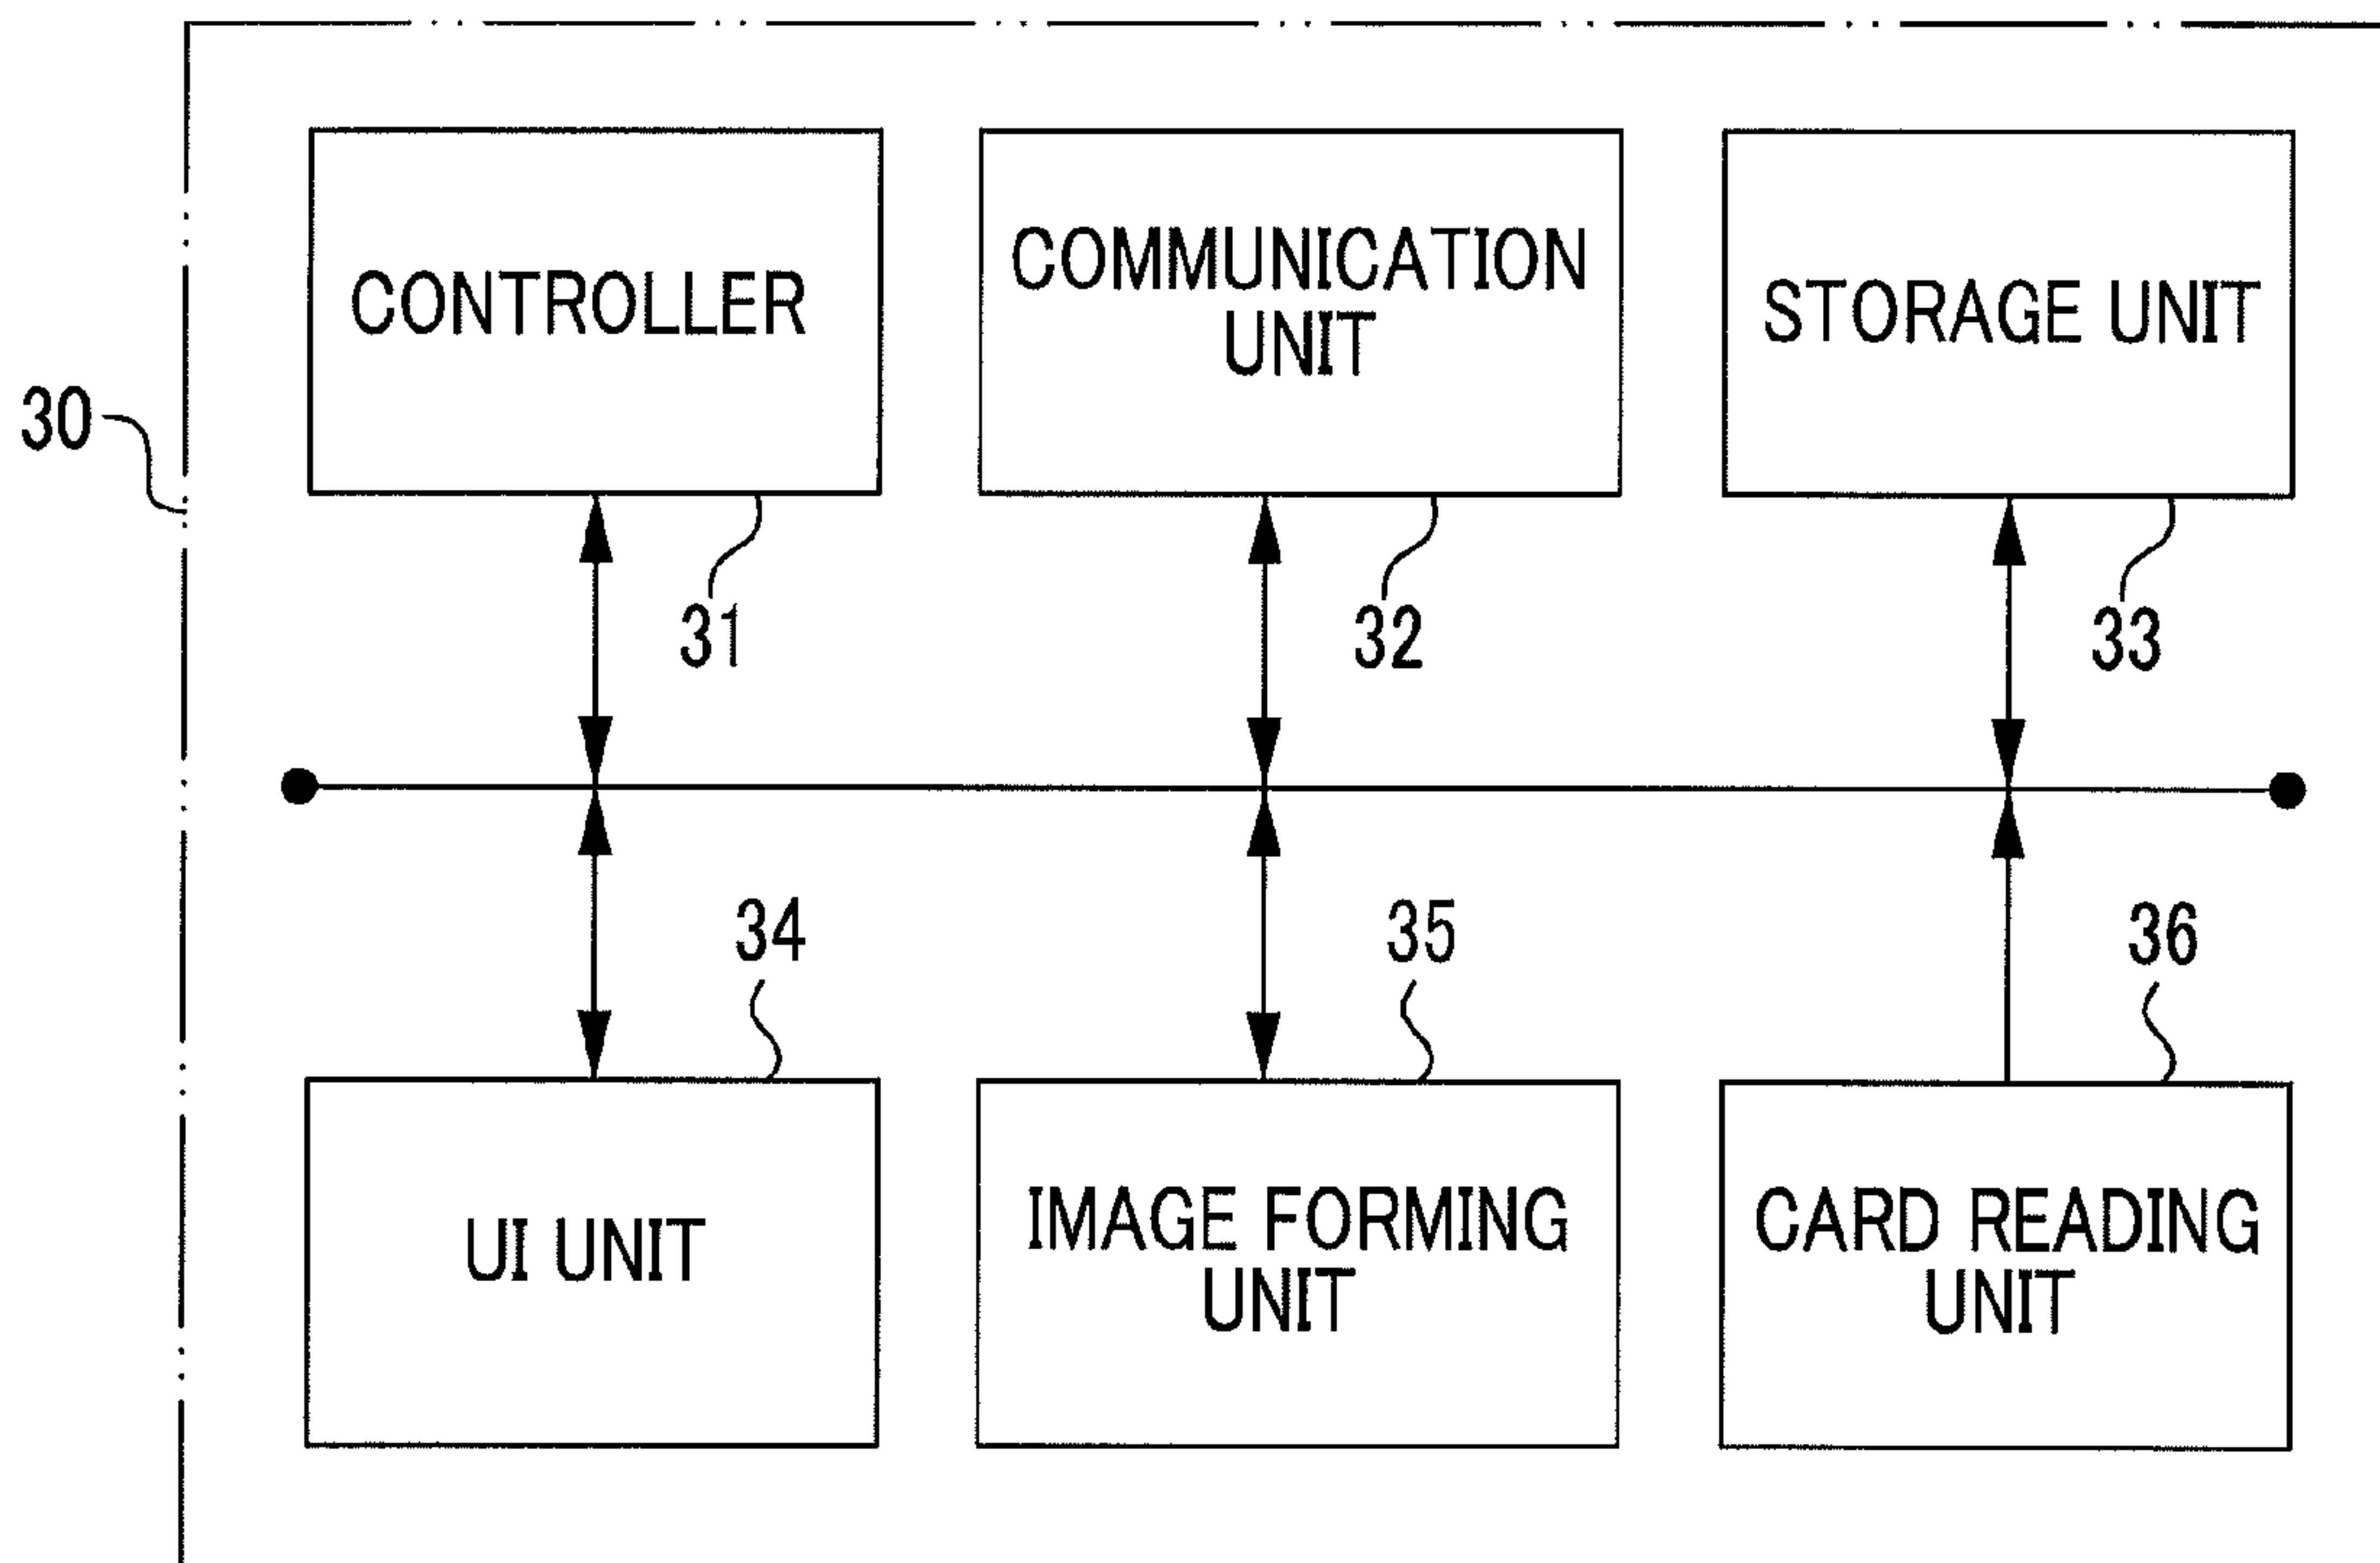 CONTROLLER
COMMUNICATION
UNIT
STORAGE UNIT
30
31
32
33
34
35
36
UI UNIT
IMAGE FORMING
UNIT
CARD READING
UNIT